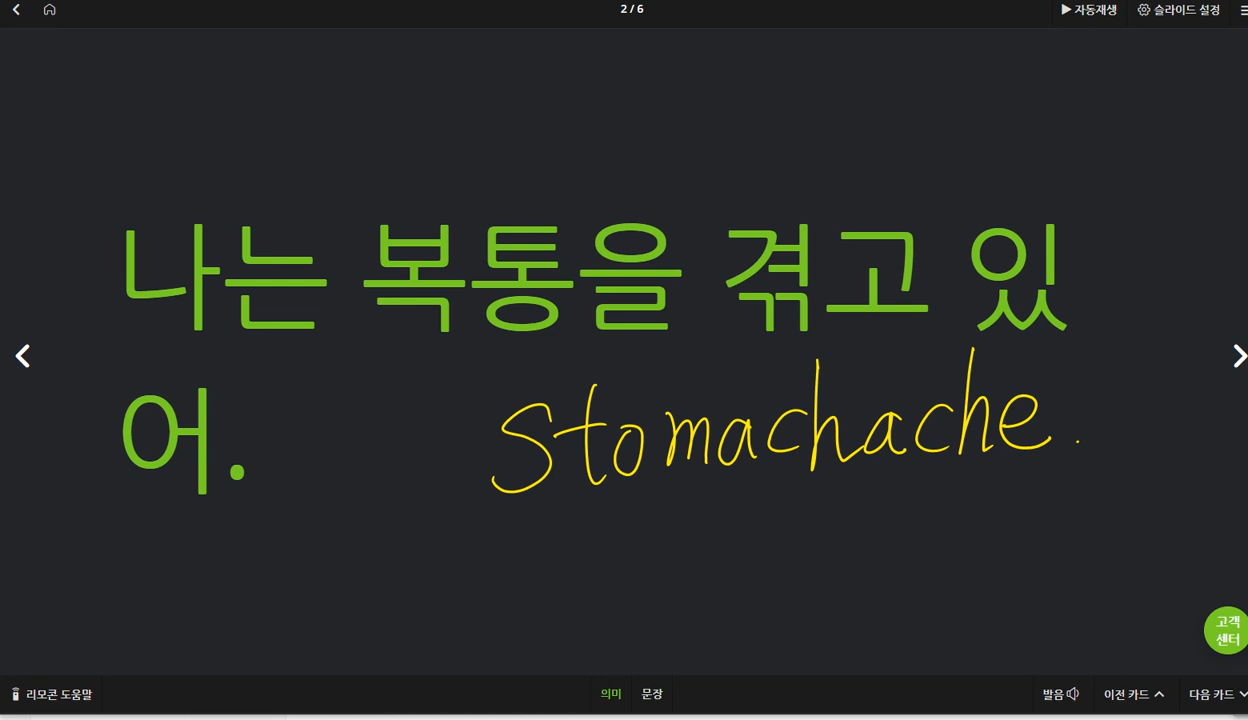 2 / 6
자동재생
슬라이드 설정
나는 복통을 겪고 있
어.
stomachache.
고객
센터
리모콘 도움말
의미
문장
발음
이전 카드
다음 카드